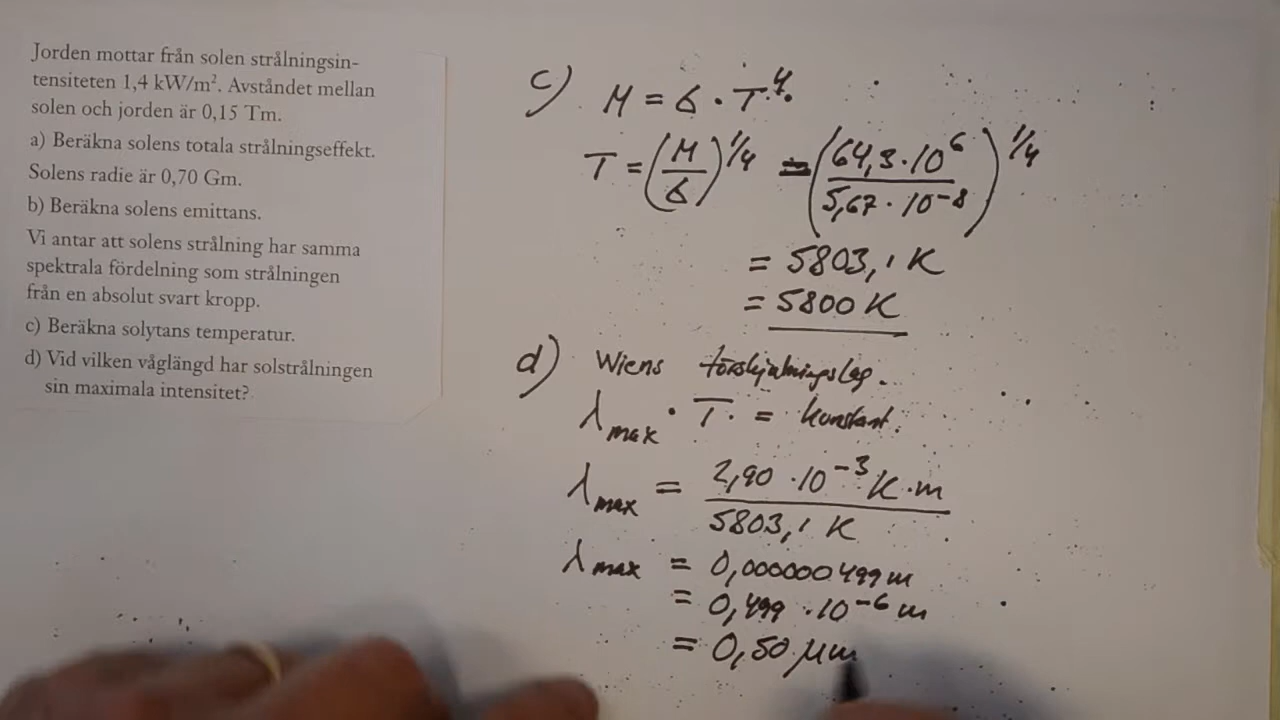 Jorden mottar från solen strålningsin-
tensiteten 1,4 kW/m². Avståndet mellan
solen och jorden är 0,15 Tm.
a) Beräkna solens totala strålningseffekt.
Solens radie är 0,70 Gm.
b) Beräkna solens emittans.
Vi antar att solens strålning har samma
spektrala fördelning som strålningen
från en absolut svart kropp.
c) Beräkna solytans temperatur.
d) Vid vilken våglängd har solstrålningen
sin maximala intensitet?
c) M = σ · T⁴.
T = (M/σ)^1/4 = (64,3 · 10⁶ / 5,67 · 10⁻⁸)^1/4
= 5803,1 K
= 5800 K
d) Wiens förskjutningslag.
λmax · T = konstant.
λmax = 2,90 · 10⁻³ K·m / 5803,1 K
λmax = 0,000000499 m
= 0,499 · 10⁻⁶ m
= 0,50 µm